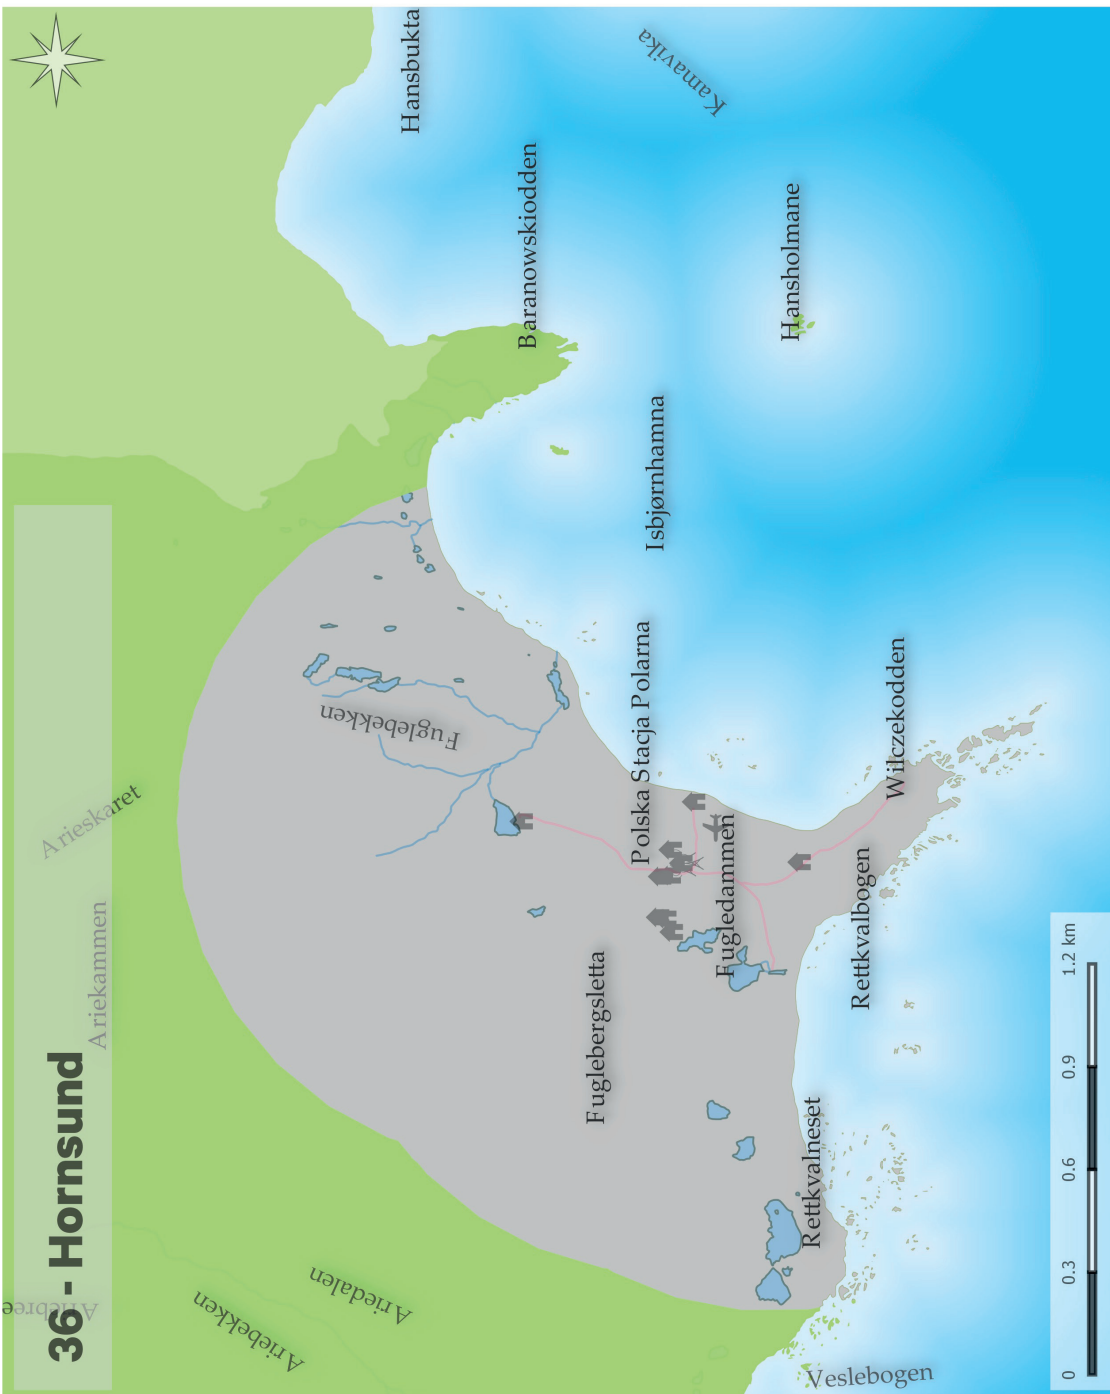 36 - Hornsund
Ariebreen
Ariebekken
Ariedalen
Ariekammen
Arieskaret
Fuglebekken
Fuglebergsletta
Polska Stacja Polarna
Fugledammen
Rettkvalneset
Rettkvalbogen
Wilczekodden
Veslebogen
Isbjørnhamna
Baranowskiodden
Hansbukta
Kamavika
Hansholmane
0 0.3 0.6 0.9 1.2 km